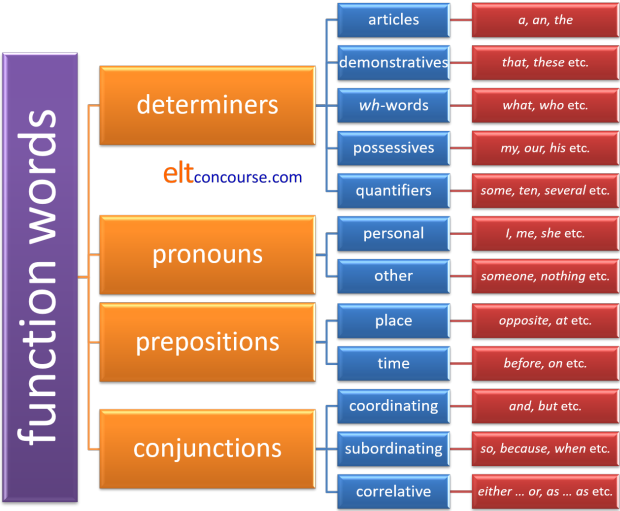 function words
determiners
articles
a, an, the
demonstratives
that, these etc.
wh-words
what, who etc.
possessives
my, our, his etc.
quantifiers
some, ten, several etc.
eltconcourse.com
pronouns
personal
I, me, she etc.
other
someone, nothing etc.
prepositions
place
opposite, at etc.
time
before, on etc.
conjunctions
coordinating
and, but etc.
subordinating
so, because, when etc.
correlative
either ... or, as ... as etc.